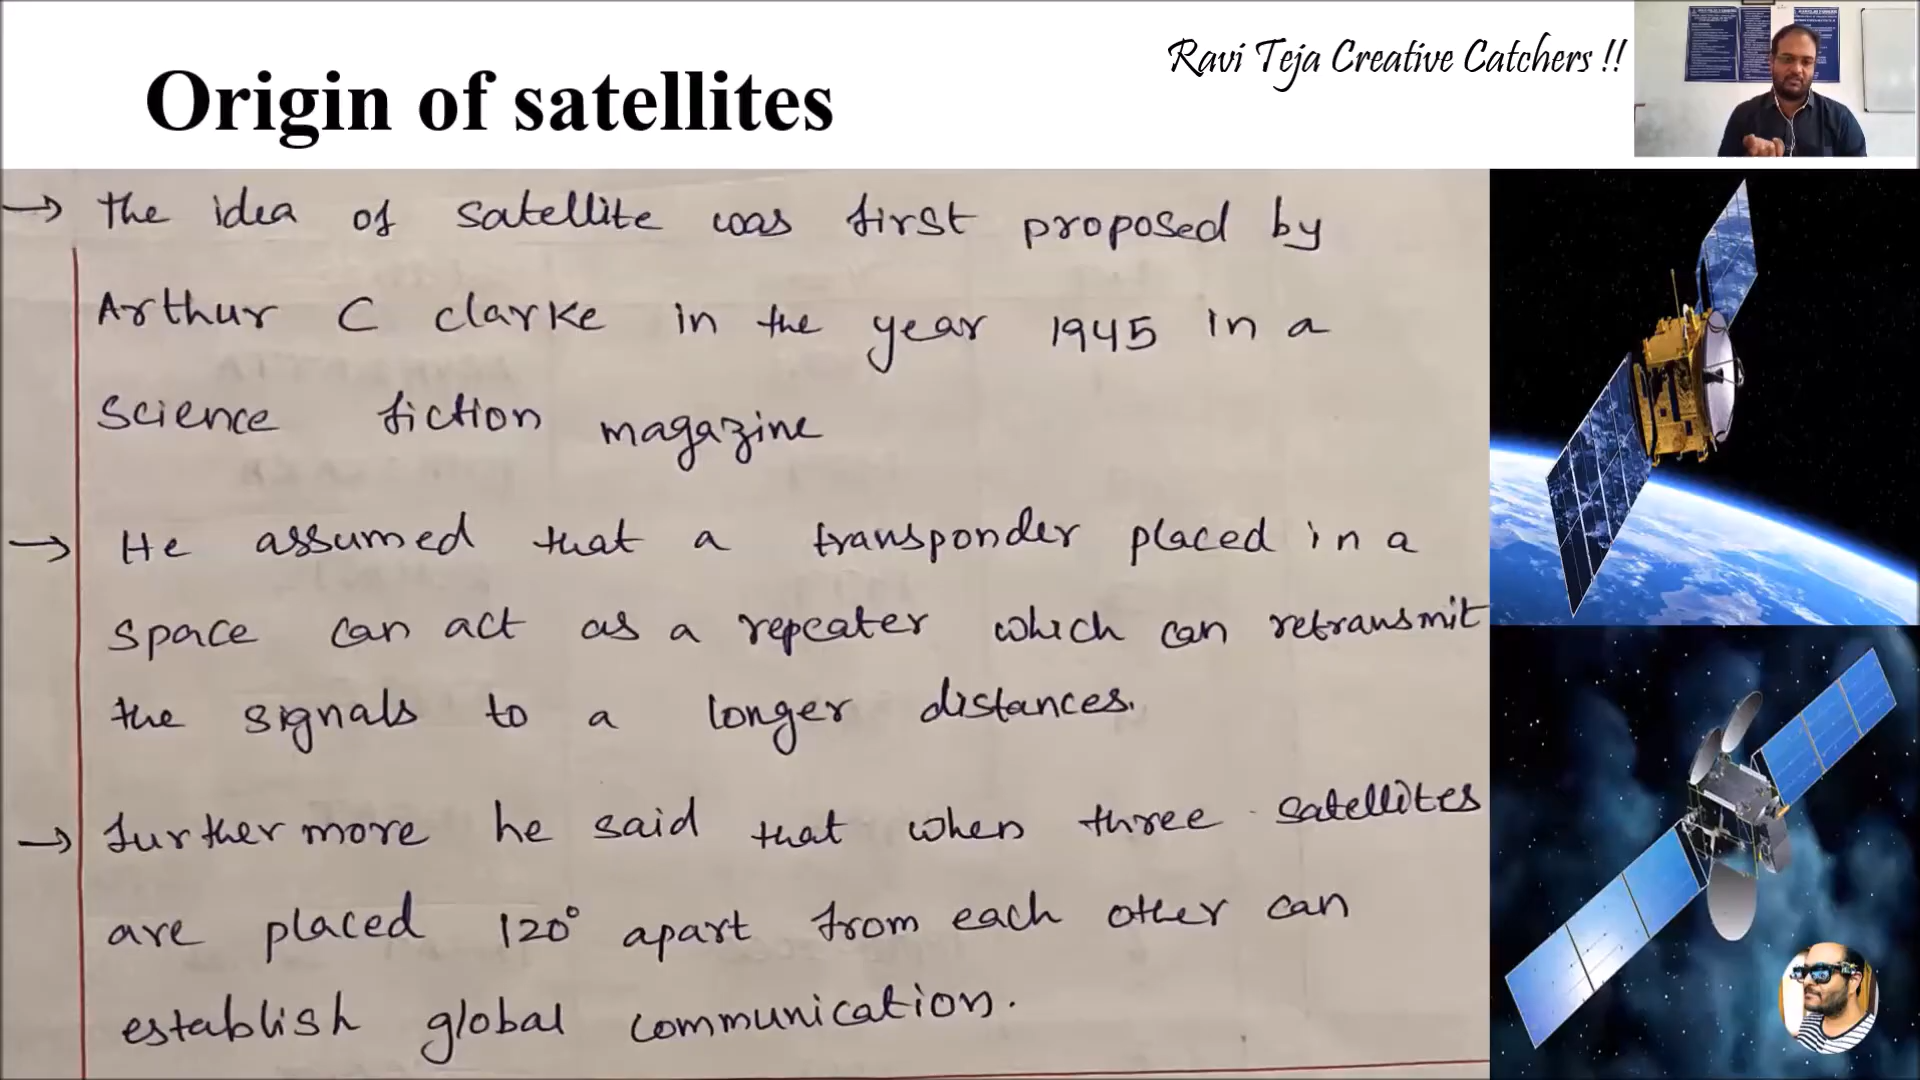 Ravi Teja Creative Catchers !!
Origin of satellites
→ the idea of satellite was first proposed by
Arthur C clarke in the year 1945 in a
science fiction magazine
→ He assumed that a transponder placed in a
space can act as a repeater which can retransmit
the signals to a longer distances.
→ furthermore he said that when three satellites
are placed 120° apart from each other can
establish global communication.